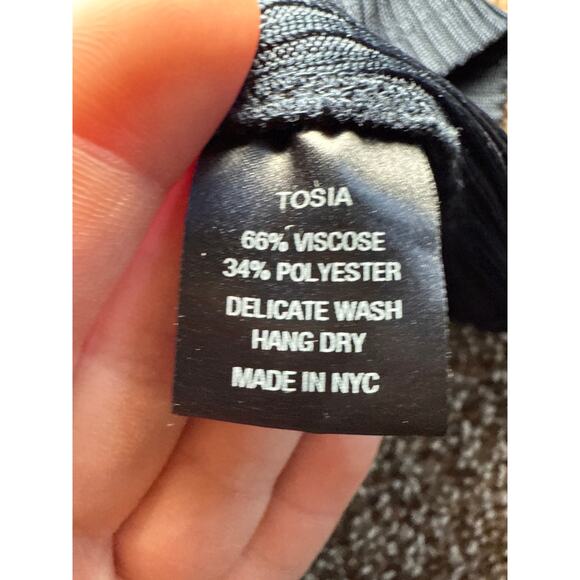 TOSIA
66% VISCOSE
34% POLYESTER
DELICATE WASH
HANG DRY
MADE IN NYC